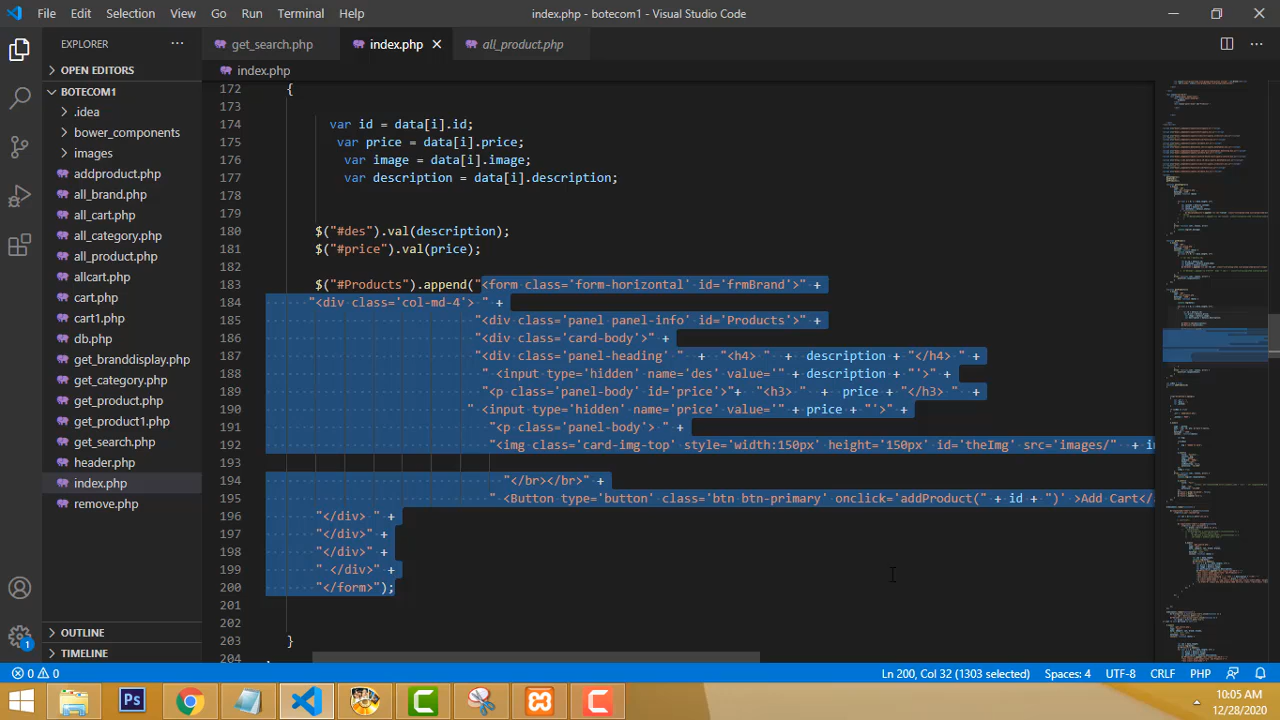 File Edit Selection View Go Run Terminal Help index.php - botecom1 - Visual Studio Code
EXPLORER
get_search.php index.php all_product.php
OPEN EDITORS
index.php
BOTECOM1
.idea
bower_components
images
addproduct.php
all_brand.php
all_cart.php
all_category.php
all_product.php
allcart.php
cart.php
cart1.php
db.php
get_branddisplay.php
get_category.php
get_product.php
get_product1.php
get_search.php
header.php
index.php
remove.php
OUTLINE
TIMELINE
172 {
173
174 var id = data[i].id;
175 var price = data[i].price;
176 var image = data[i].image;
177 var description = data[i].description;
178
179
180 $("#des").val(description);
181 $("#price").val(price);
182
183 $("#Products").append("<form class='form-horizontal' id='frmBrand'>" +
184 "<div class='col-md-4'> " +
185 "<div class='panel panel-info' id='Products'>" +
186 "<div class='card-body'>" +
187 "<div class='panel-heading' " + "<h4> " + description + "</h4> " +
188 " <input type='hidden' name='des' value='" + description + "'>" +
189 "<p class='panel-body' id='price'>"+ "<h3> " + price + "</h3> " +
190 " <input type='hidden' name='price' value='" + price + "'>" +
191 "<p class='panel-body'> " +
192 "<img class='card-img-top' style='width:150px' height='150px' id='theImg' src='images/" +
193
194 "</br></br>" +
195 " <Button type='button' class='btn btn-primary' onclick='addProduct(" + id + ")' >Add Cart</
196 "</div> " +
197 "</div>" +
198 "</div>" +
199 " </div>" +
200 "</form>");
201
202
203 }
204
0 0 Ln 200, Col 32 (1303 selected) Spaces: 4 UTF-8 CRLF PHP
1
Ps
10:05 AM
12/28/2020